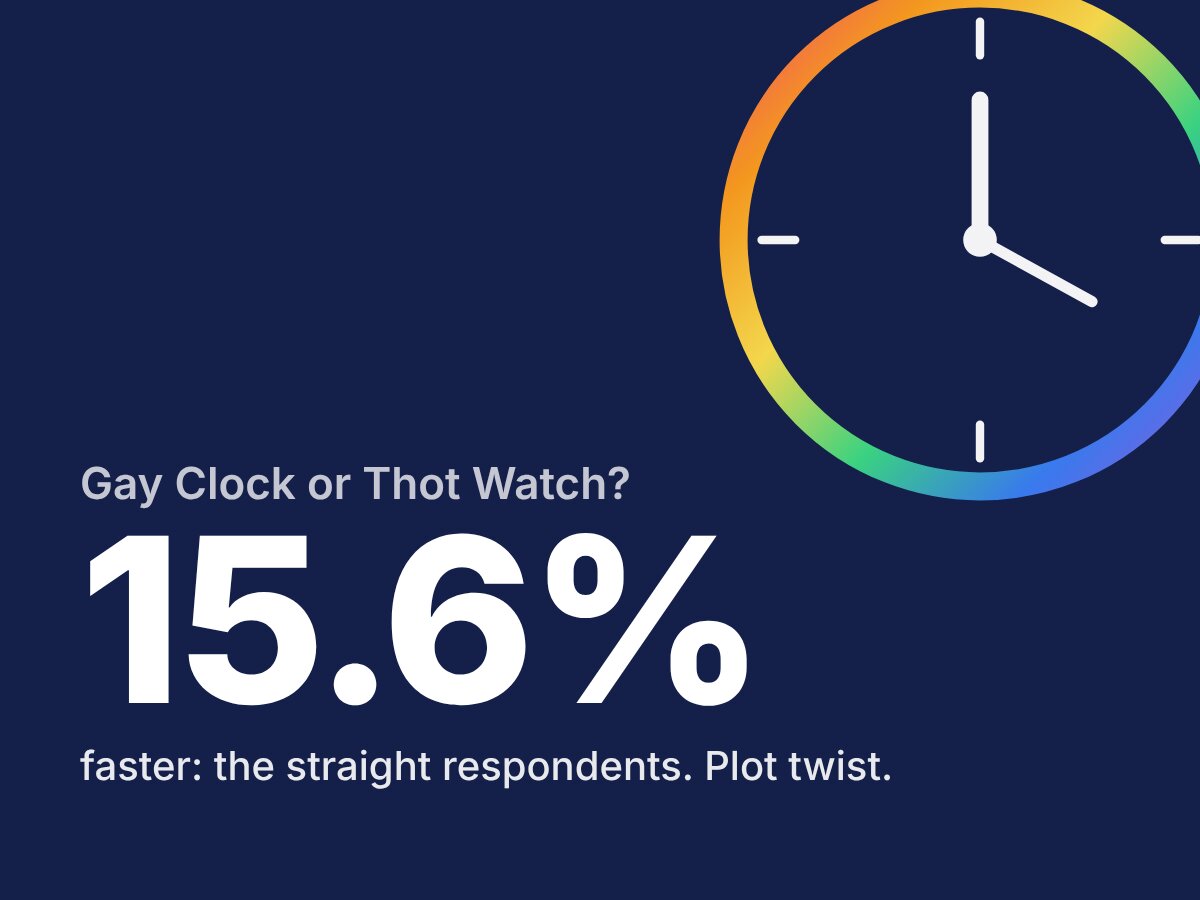 Gay Clock or Thot Watch?
15.6%
faster: the straight respondents. Plot twist.